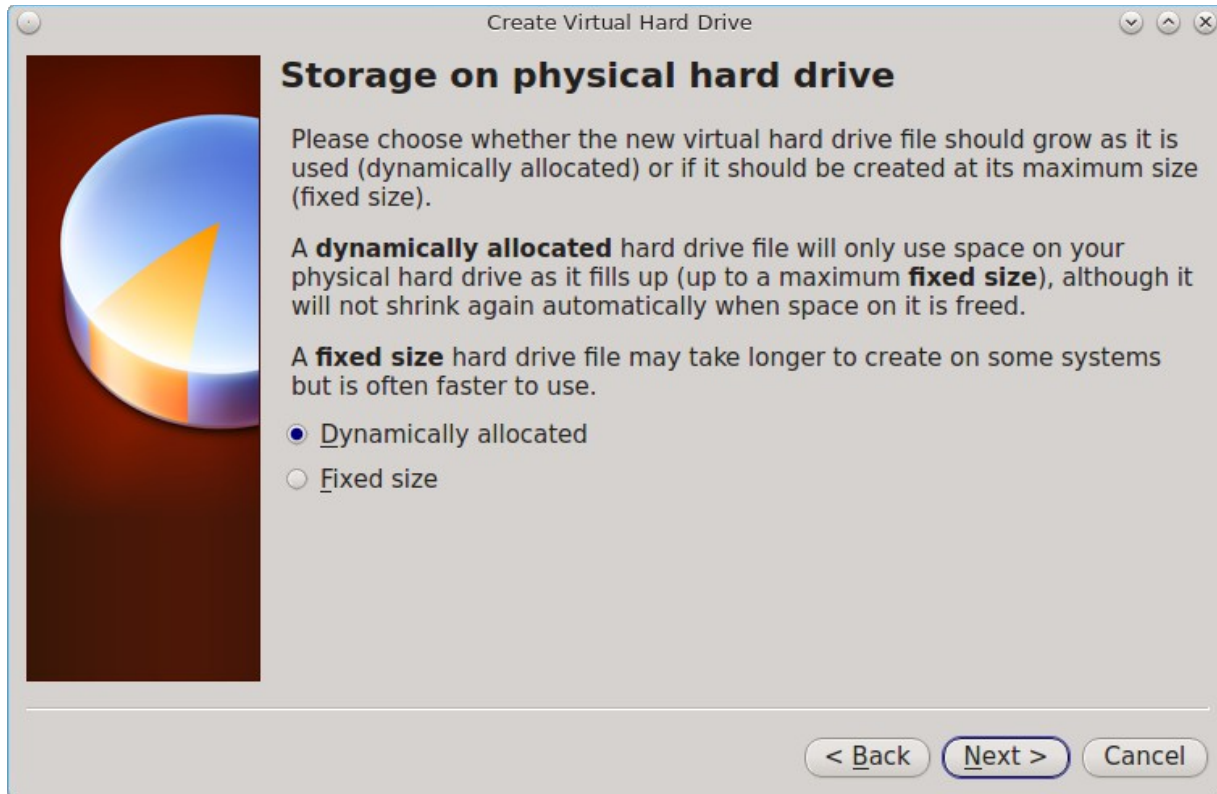 Create Virtual Hard Drive
Storage on physical hard drive
Please choose whether the new virtual hard drive file should grow as it is
used (dynamically allocated) or if it should be created at its maximum size
(fixed size).
A dynamically allocated hard drive file will only use space on your
physical hard drive as it fills up (up to a maximum fixed size), although it
will not shrink again automatically when space on it is freed.
A fixed size hard drive file may take longer to create on some systems
but is often faster to use.
Dynamically allocated
Fixed size
< Back Next > Cancel